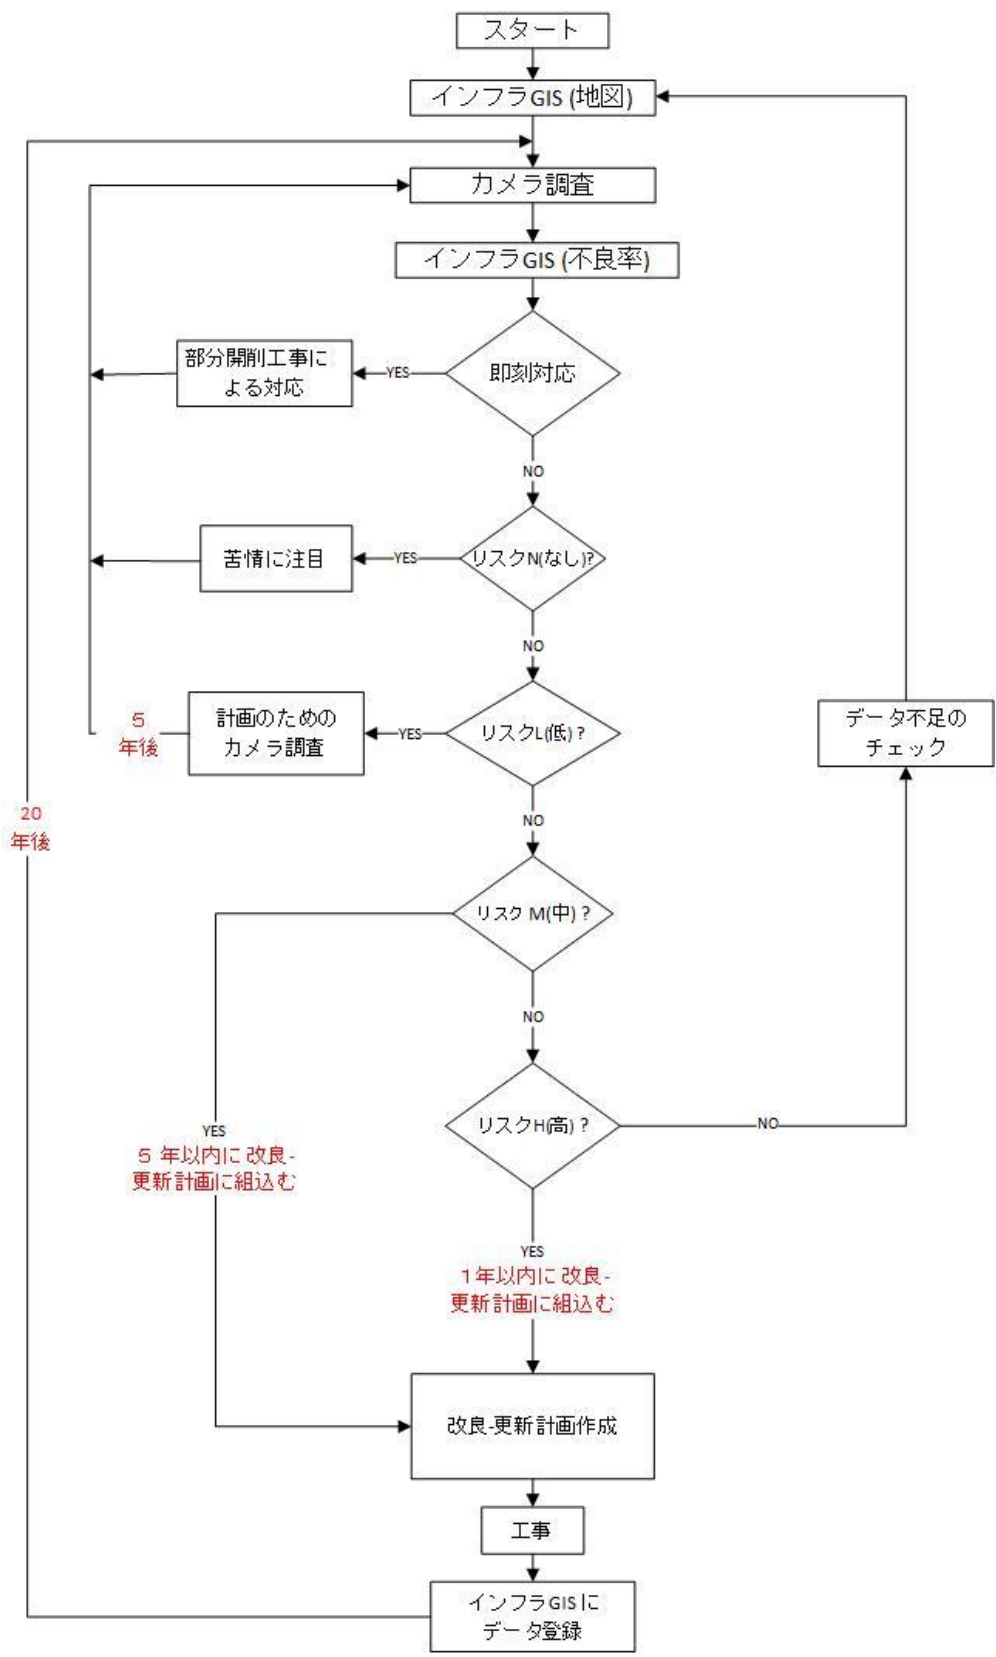 スタート
インフラGIS (地図)
カメラ調査
インフラGIS (不良率)
部分開削工事に
よる対応
YES
即刻対応
NO
苦情に注目
YES
リスクN(なし)?
NO
5
年後
計画のための
カメラ調査
YES
リスクL(低) ?
データ不足の
チェック
20
年後
NO
リスク M(中) ?
NO
リスクH(高) ?
NO
YES
5 年以内に 改良-
更新計画に組込む
YES
1年以内に 改良-
更新計画に組込む
改良-更新計画作成
工事
インフラGIS に
データ登録